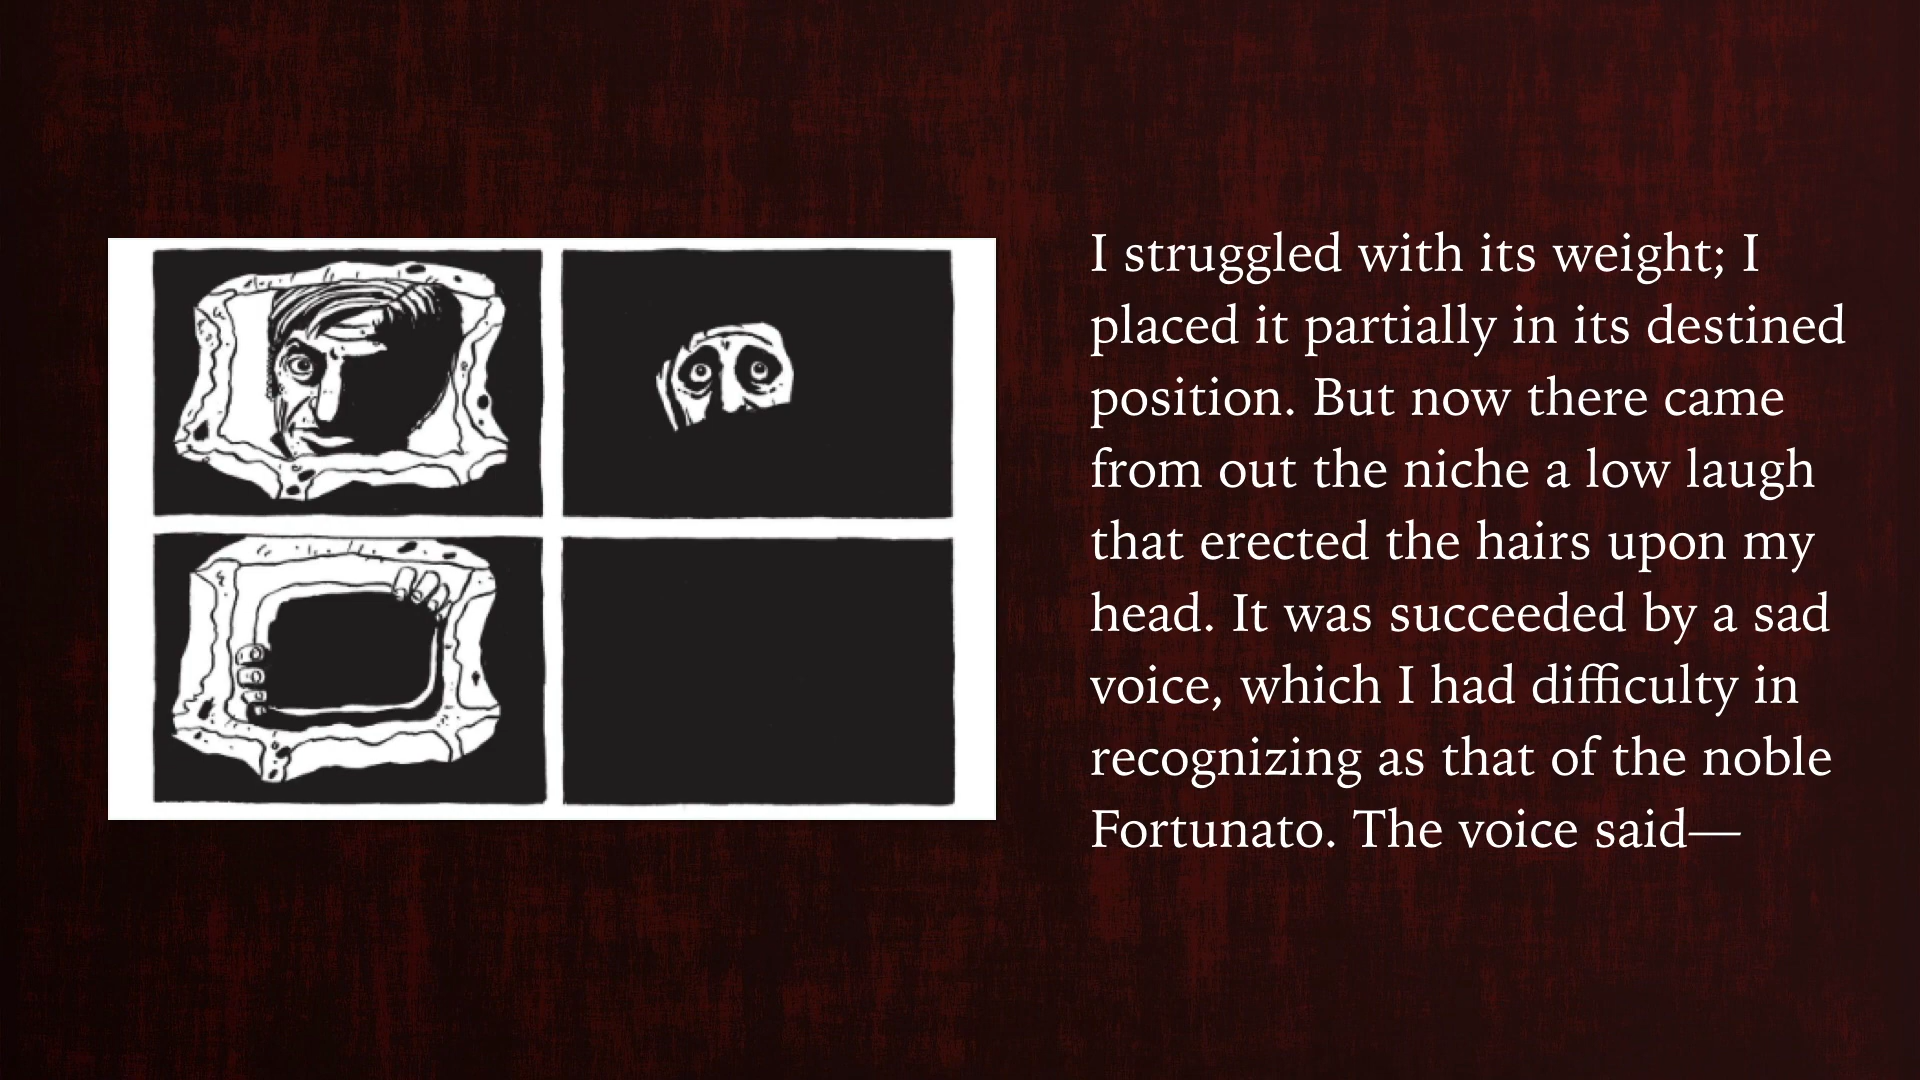 I struggled with its weight; I
placed it partially in its destined
position. But now there came
from out the niche a low laugh
that erected the hairs upon my
head. It was succeeded by a sad
voice, which I had difficulty in
recognizing as that of the noble
Fortunato. The voice said—